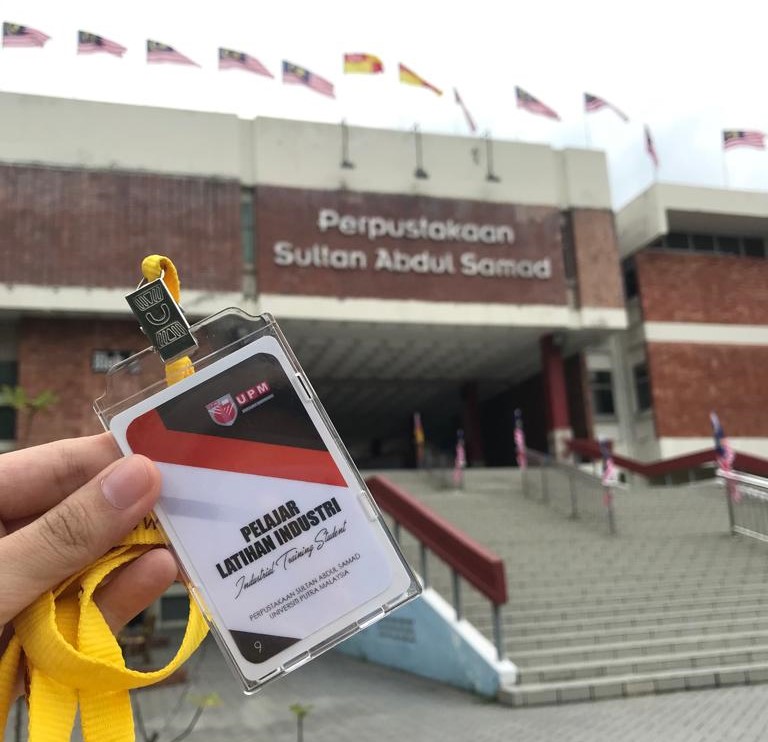 Perpustakaan
Sultan Abdul Samad
UPM
PELAJAR
LATIHAN INDUSTRI
Industrial Training Student
PERPUSTAKAAN SULTAN ABDUL SAMAD
UNIVERSITI PUTRA MALAYSIA
9